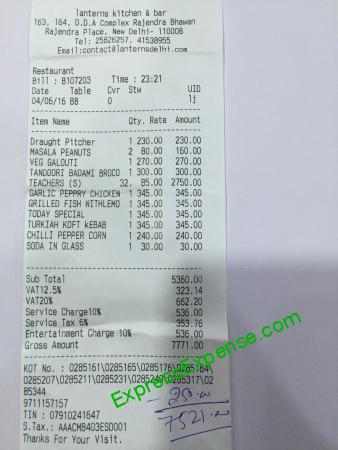 lanterns kitchen & bar
163, 164, D.D.A Complex Rajendra Bhawan
Rajendra Place, New Delhi- 110008
Tel: 25826257, 41538955
Email:contact@lanternsdelhi.com
Restaurant
Bill : B107203 Time : 23:21
Date Table Cvr Stw UID
04/06/16 B8 0 lj
Item Name Qty. Rate Amount
Draught Pitcher 1 230.00 230.00
MASALA PEANUTS 2 80.00 160.00
VEG GALOUTI 1 270.00 270.00
TANDOORI BADAMI BROCO 1 300.00 300.00
TEACHERS (S) 32. 85.00 2750.00
GARLIC PEPPRY CHICKEN 1 345.00 345.00
GRILLED FISH WITHLEMO 1 345.00 345.00
TODAY SPECIAL 1 345.00 345.00
TURKIAH KOFT KEBAB 1 345.00 345.00
CHILLI PEPPER CORN 1 240.00 240.00
SODA IN GLASS 1 30.00 30.00
Sub Total 5360.00
VAT12.5% 323.14
VAT20% 662.20
Service Charge10% 536.00
Service Tax 6% 353.76
Entertainment Charge 10% 536.00
Gross Amount 7771.00
KOT No. : 0285161\0285165\0285176\0285184\
0285207\0285211\0285231\0285240\0285317\02
85344
9711157157
TIN : 07910241647
S.Tax.: AAACM8403ESD001
Thanks For Your Visit.
250.00
7521.00
ExpressExpense.com